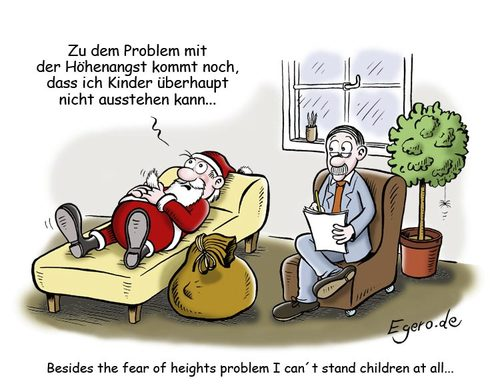 Zu dem Problem mit
der Höhenangst kommt noch,
dass ich Kinder überhaupt
nicht ausstehen kann...
Egero.de
Besides the fear of heights problem I can´t stand children at all...